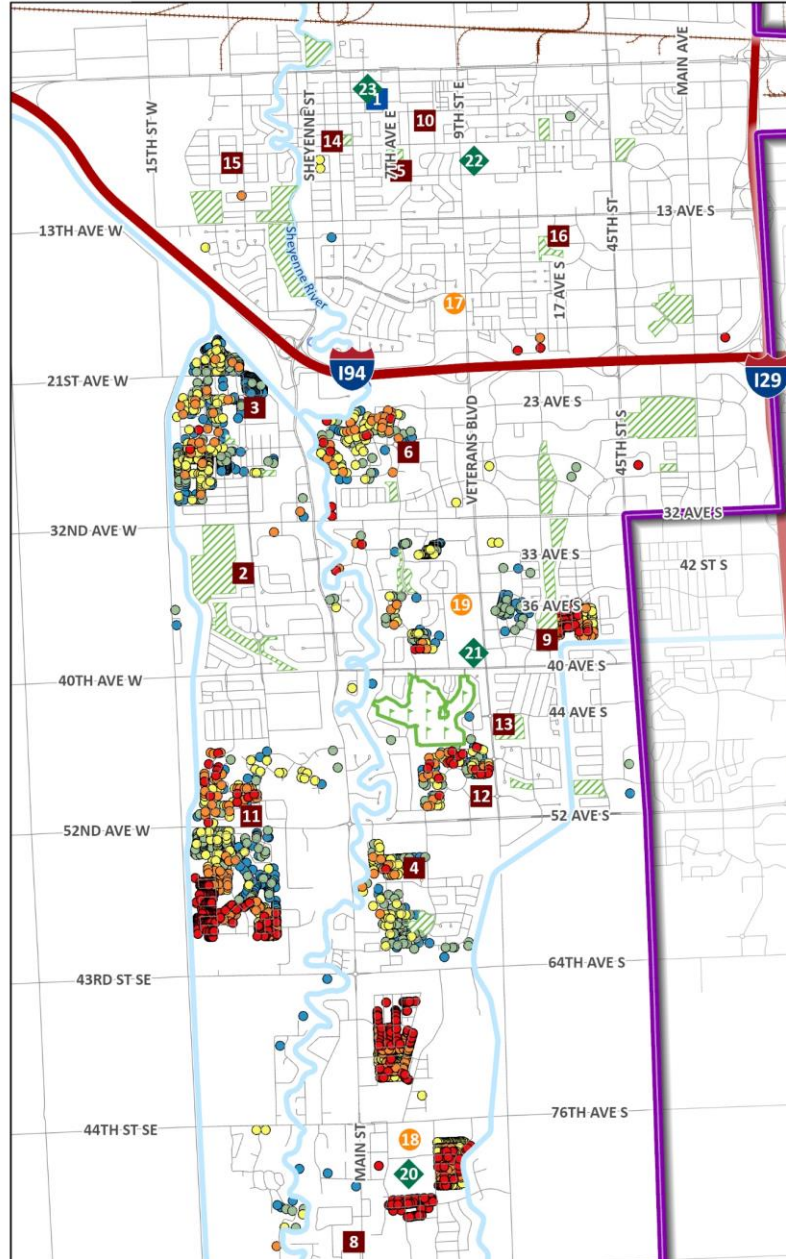 MAIN AVE
23
1
10
9TH ST E
SHEYENNE ST
14
7TH AVE E
15TH ST W
15
5
22
13 AVE S
45TH ST
16
17 AVE S
13TH AVE W
Sheyenne River
17
I94
I29
21ST AVE W
3
23 AVE S
VETERANS BLVD
45TH ST S
6
32ND AVE W
32 AVE S
33 AVE S
42 ST S
2
19
36 AVE S
9
21
40 AVE S
40TH AVE W
44 AVE S
13
12
11
52 AVE S
52ND AVE W
4
64TH AVE S
43RD ST SE
76TH AVE S
44TH ST SE
MAIN ST
18
20
8